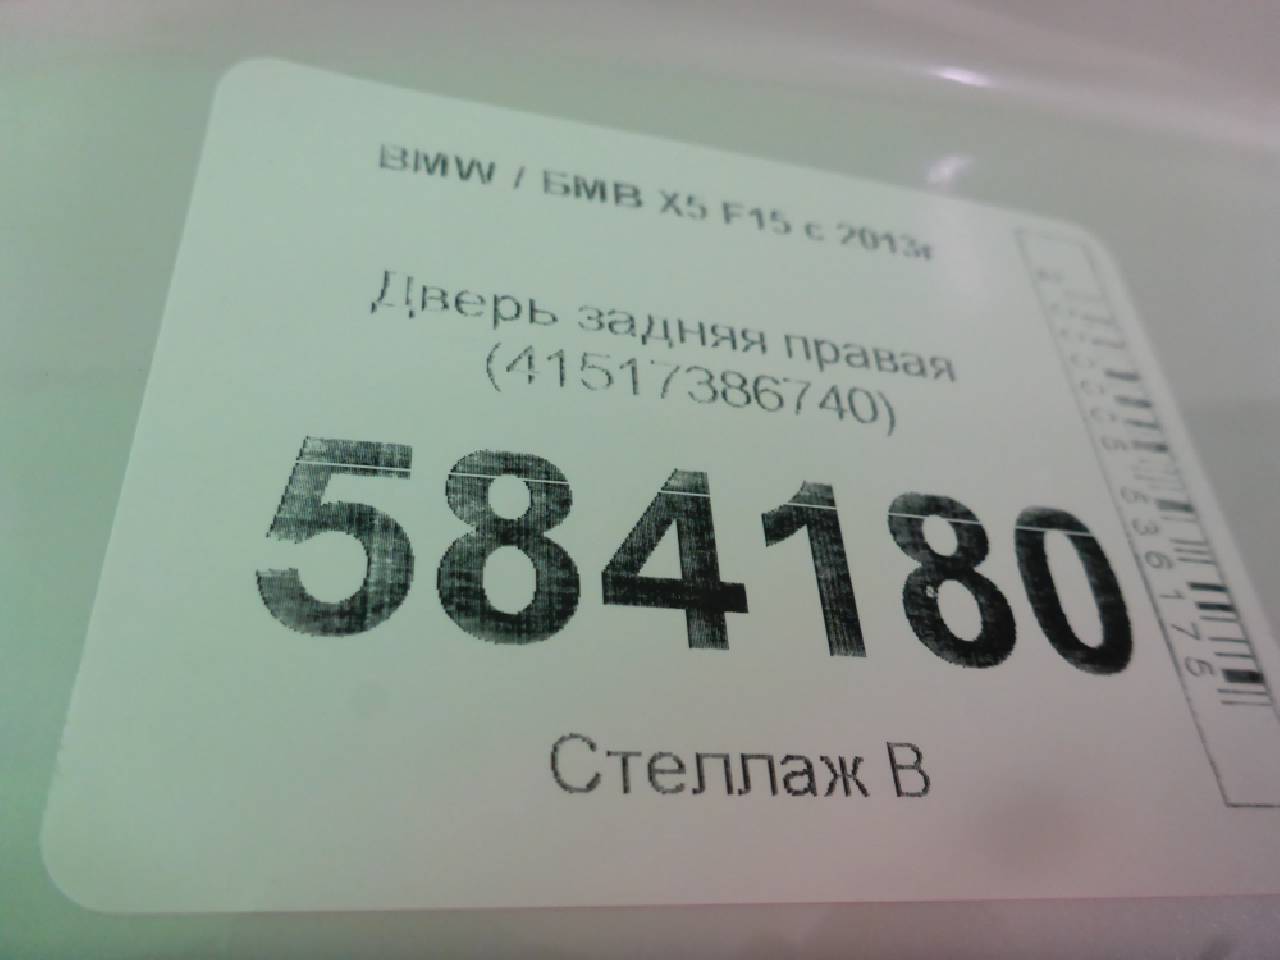 BMW / БМВ X5 F15 с 2013г
Дверь задняя правая
(41517386740)
584180
Стеллаж В